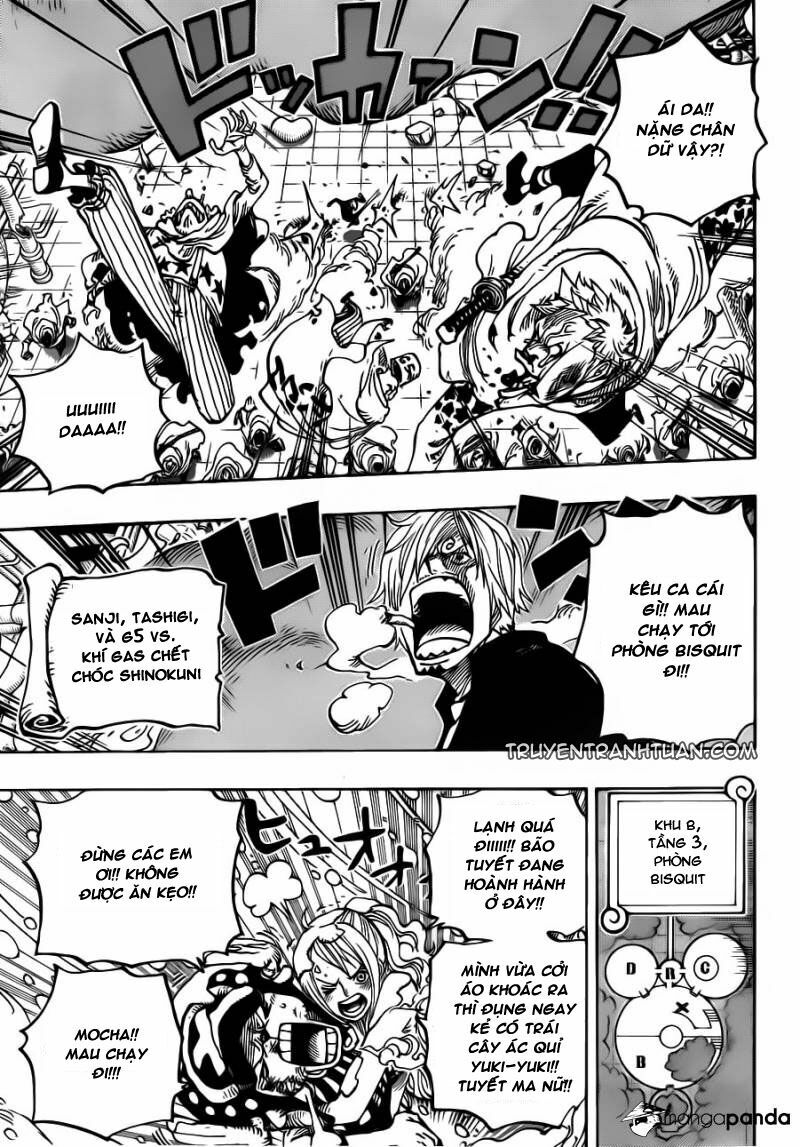 ドッカァン!!
ÁI DA!!
NẶNG CHÂN
DỮ VẬY?!
UUUIIII
DAAAA!!
KÊU CA CÁI
GÌ!! MAU
CHẠY TỚI
PHÒNG BISQUIT
ĐI!!
ド
SANJI, TASHIGI,
VÀ G5 VS.
KHÍ GAS CHẾT
CHÓC SHINOKUNI
TRUYENTRANHTUAN.COM
KHU B,
TẦNG 3,
PHÒNG
BISQUIT
D R C
X
B
LẠNH QUÁ
ĐIIIII!! BÃO
TUYẾT ĐANG
HOÀNH HÀNH
Ở ĐÂY!!
MÌNH VỪA CỞI
ÁO KHOÁC RA
THÌ ĐỤNG NGAY
KẺ CÓ TRÁI
CÂY ÁC QUỈ
YUKI-YUKI!!
TUYẾT MA NỮ!!
ヒュオォォ
ĐỪNG CÁC EM
ƠI!! KHÔNG
ĐƯỢC ĂN KẸO!!
MOCHA!!
MAU CHẠY
ĐI!!!
mangapanda